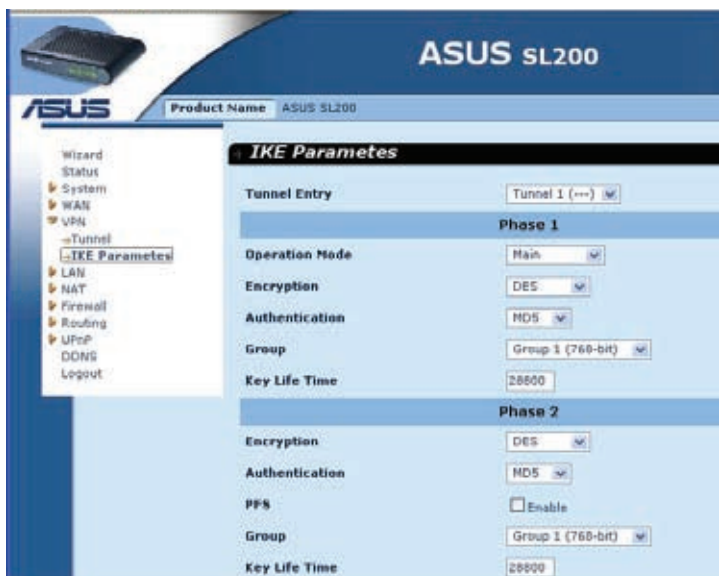 ASUS SL200
ASUS
Product Name ASUS SL200
Wizard
Status
System
WAN
VPN
Tunnel
IKE Parametes
LAN
NAT
Firewall
Routing
UPnP
DDNS
Logout
IKE Parametes
Tunnel Entry Tunnel 1 (---)
Phase 1
Operation Mode Main
Encryption DES
Authentication MD5
Group Group 1 (768-bit)
Key Life Time 28800
Phase 2
Encryption DES
Authentication MD5
PFS Enable
Group Group 1 (768-bit)
Key Life Time 28800